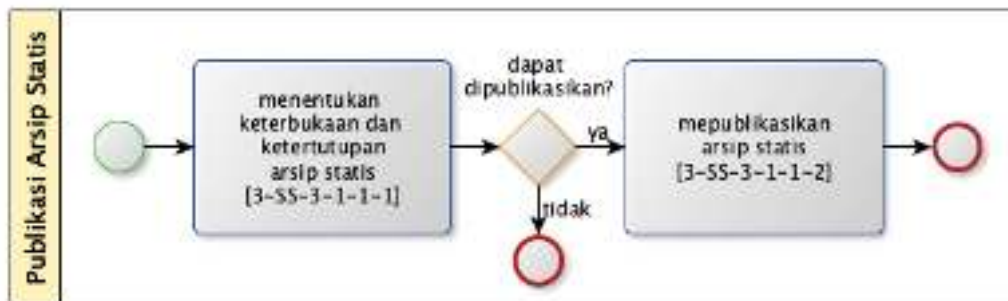 Publikasi Arsip Statis
menentukan
keterbukaan dan
ketertutupan
arsip statis
[3-SS-3-1-1-1]
dapat
dipublikasikan?
ya
tidak
mepublikasikan
arsip statis
[3-SS-3-1-1-2]